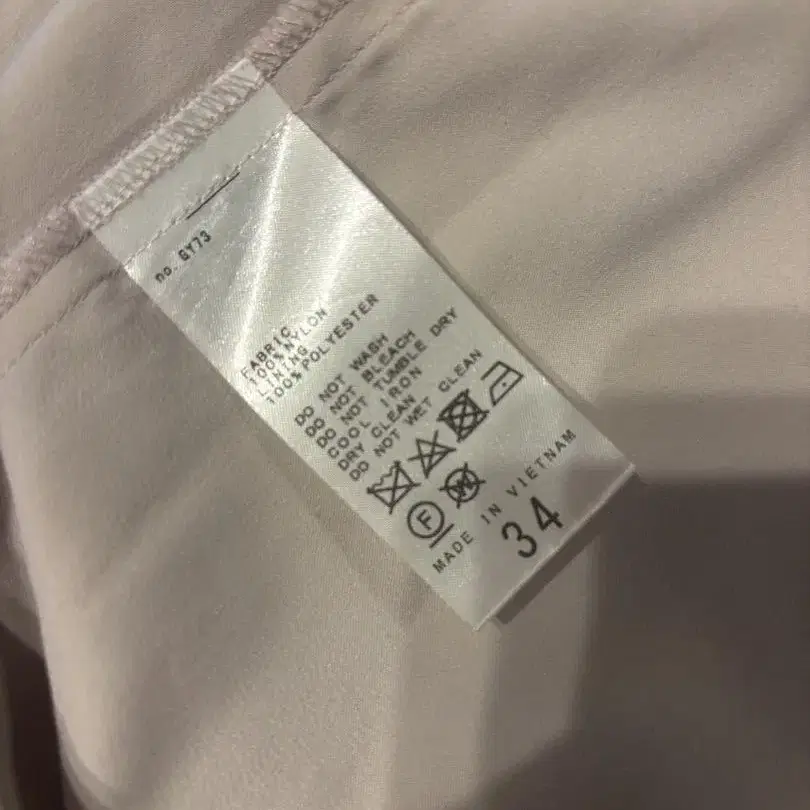 no. GY73
FABRIC
100%NYLON
LINING
100%POLYESTER
DO NOT WASH
DO NOT BLEACH
DO NOT TUMBLE DRY
COOL IRON
DRY CLEAN
DO NOT WET CLEAN
F
W
MADE IN VIETNAM
34